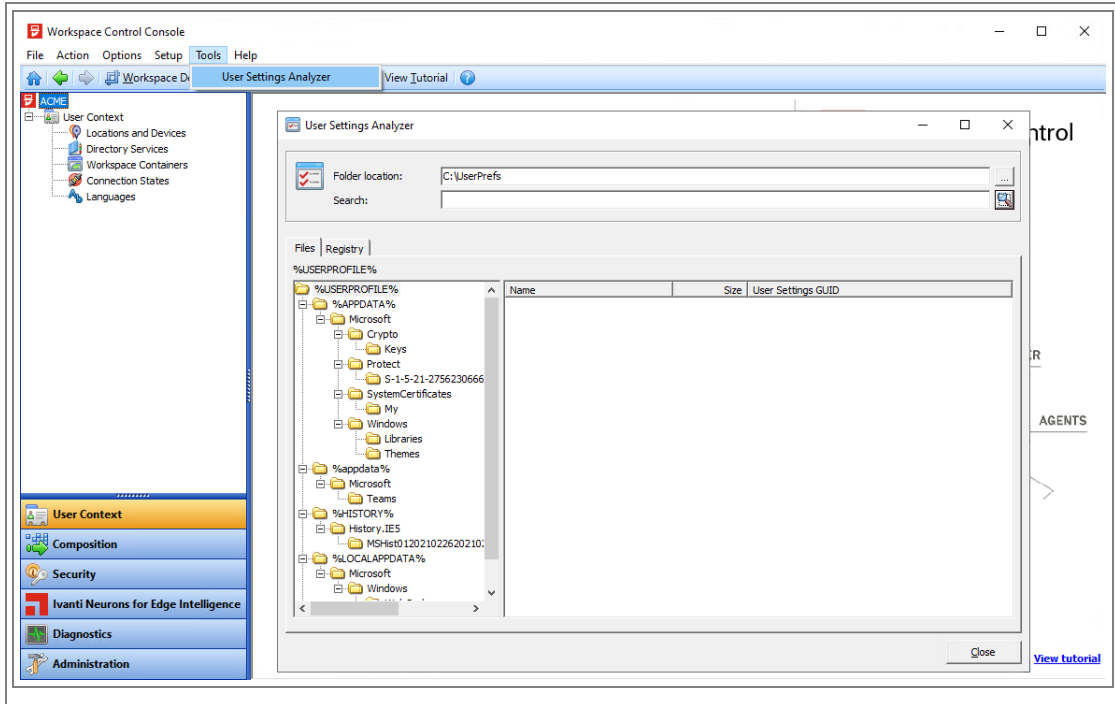 Workspace Control Console
File Action Options Setup Tools Help
Workspace D
User Settings Analyzer
View Tutorial
ACME
User Context
Locations and Devices
Directory Services
Workspace Containers
Connection States
Languages
ntrol
User Settings Analyzer
Folder location: C:\UserPrefs
...
Search:
Files Registry
%USERPROFILE%
%USERPROFILE%
Name Size User Settings GUID
%APPDATA%
Microsoft
Crypto
Keys
Protect
S-1-5-21-2756230666
SystemCertificates
My
Windows
Libraries
Themes
%appdata%
Microsoft
Teams
%HISTORY%
History.IE5
MSHist012021022620210
%LOCALAPPDATA%
Microsoft
Windows
Close
ER
AGENTS
User Context
Composition
Security
Ivanti Neurons for Edge Intelligence
Diagnostics
Administration
View tutorial